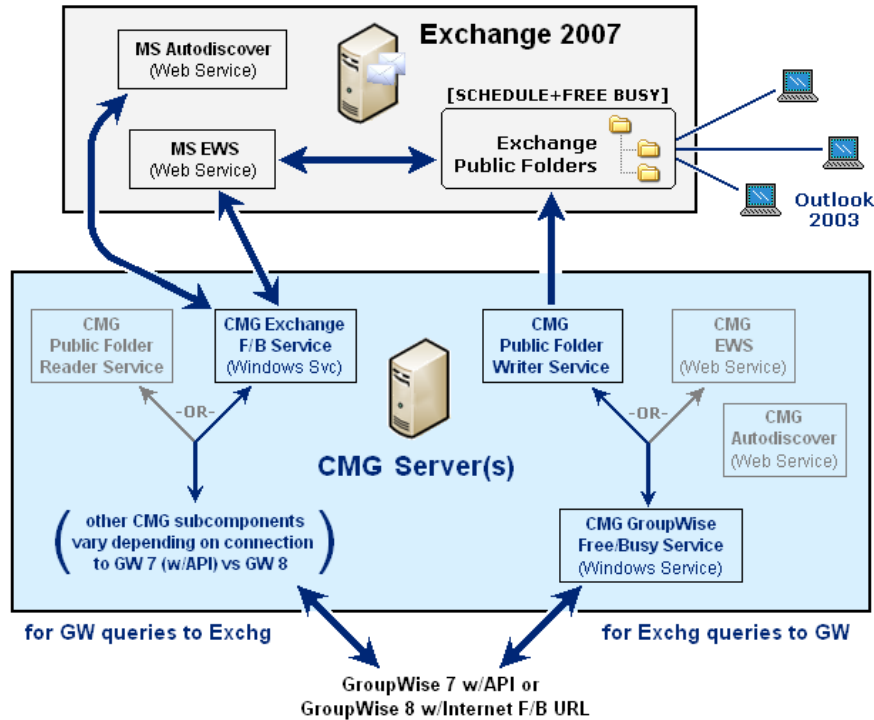 Exchange 2007
MS Autodiscover
(Web Service)
[SCHEDULE+FREE BUSY]
MS EWS
(Web Service)
Exchange
Public Folders
Outlook
2003
CMG
Public Folder
Reader Service
CMG Exchange
F/B Service
(Windows Svc)
CMG
Public Folder
Writer Service
CMG
EWS
(Web Service)
-OR-
-OR-
CMG
Autodiscover
(Web Service)
CMG Server(s)
(other CMG subcomponents
vary depending on connection
to GW 7 (w/API) vs GW 8)
CMG GroupWise
Free/Busy Service
(Windows Service)
for GW queries to Exchg
for Exchg queries to GW
GroupWise 7 w/API or
GroupWise 8 w/Internet F/B URL